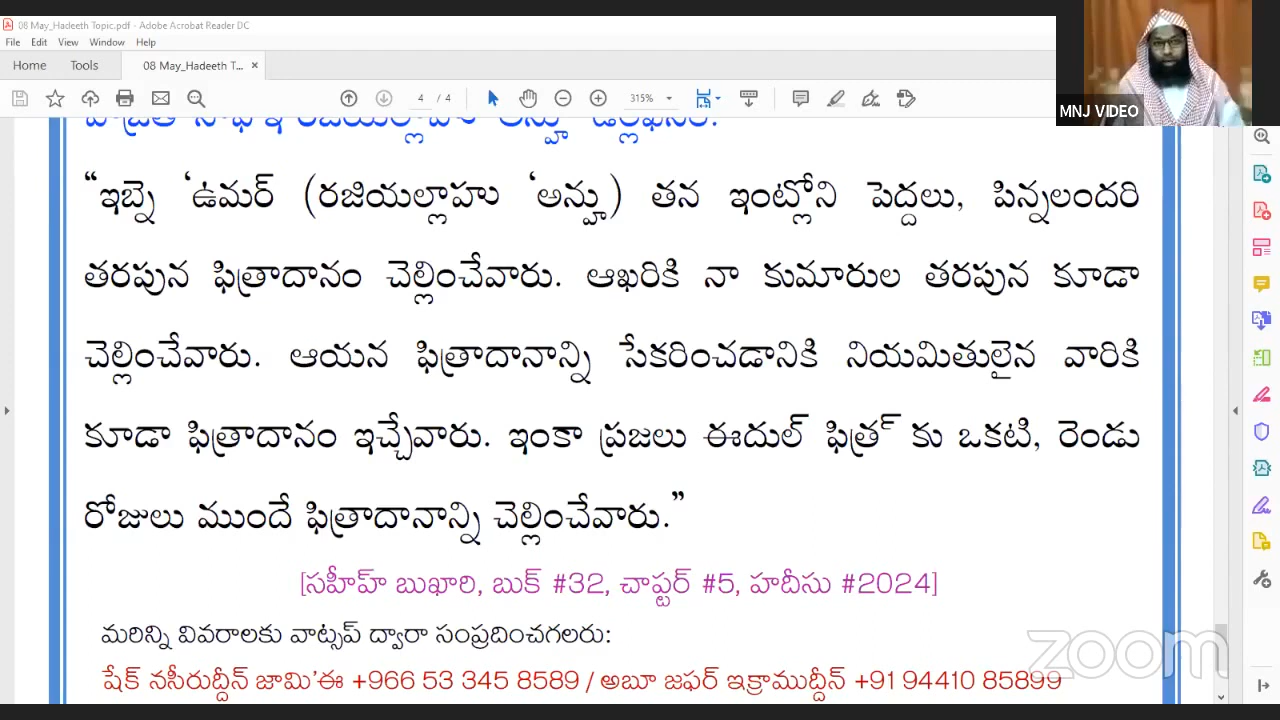 08 May_Hadeeth Topic.pdf - Adobe Acrobat Reader DC
File Edit View Window Help
Home Tools 08 May_Hadeeth T... ×
4 / 4 315%
MNJ VIDEO
“ఇబ్నె ‘ఉమర్ (రజియల్లాహు ‘అన్హు) తన ఇంట్లోని పెద్దలు, పిన్నలందరి
తరపున ఫిత్రాదానం చెల్లించేవారు. ఆఖరికి నా కుమారుల తరపున కూడా
చెల్లించేవారు. ఆయన ఫిత్రాదానాన్ని సేకరించడానికి నియమితులైన వారికి
కూడా ఫిత్రాదానం ఇచ్చేవారు. ఇంకా ప్రజలు ఈదుల్ ఫిత్ర్ కు ఒకటి, రెండు
రోజులు ముందే ఫిత్రాదానాన్ని చెల్లించేవారు.”
[సహీహ్ బుఖారి, బుక్ #32, చాప్టర్ #5, హదీసు #2024]
మరిన్ని వివరాలకు వాట్సప్ ద్వారా సంప్రదించగలరు:
షేక్ నసీరుద్దీన్ జామి‘ఈ +966 53 345 8589 / అబూ జఫర్ ఇక్రాముద్దీన్ +91 94410 85899
zoom